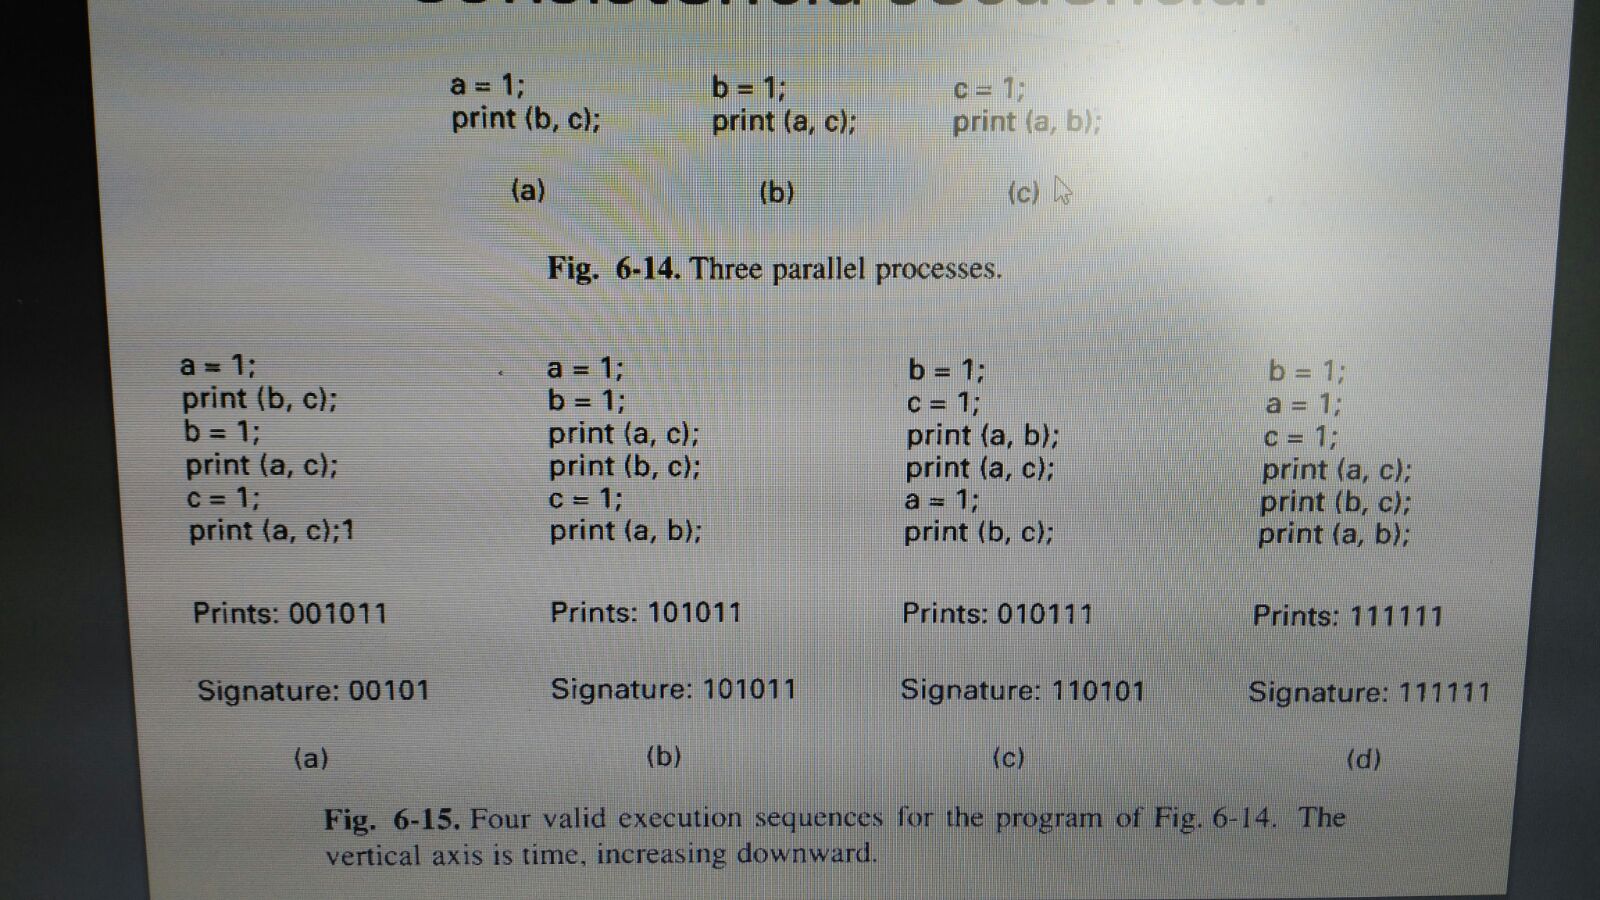 a = 1;
print (b, c);
b = 1;
print (a, c);
c = 1;
print (a, b);
(a)
(b)
(c)
Fig. 6-14. Three parallel processes.
a = 1;
print (b, c);
b = 1;
print (a, c);
c = 1;
print (a, c);1
Prints: 001011
Signature: 00101
(a)
a = 1;
b = 1;
print (a, c);
print (b, c);
c = 1;
print (a, b);
Prints: 101011
Signature: 101011
(b)
b = 1;
c = 1;
print (a, b);
print (a, c);
a = 1;
print (b, c);
Prints: 010111
Signature: 110101
(c)
b = 1;
a = 1;
c = 1;
print (a, c);
print (b, c);
print (a, b);
Prints: 111111
Signature: 111111
(d)
Fig. 6-15. Four valid execution sequences for the program of Fig. 6-14. The
vertical axis is time, increasing downward.